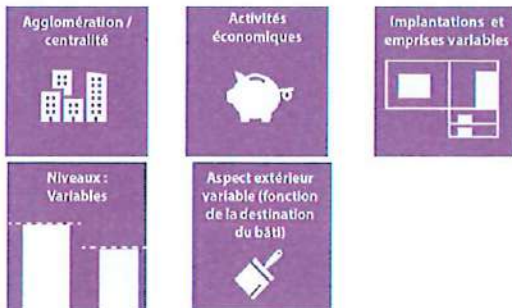 Agglomération /
centralité
Activités
économiques
Implantations et
emprises variables
Niveaux :
Variables
Aspect extérieur
variable (fonction
de la destination
du bâti)